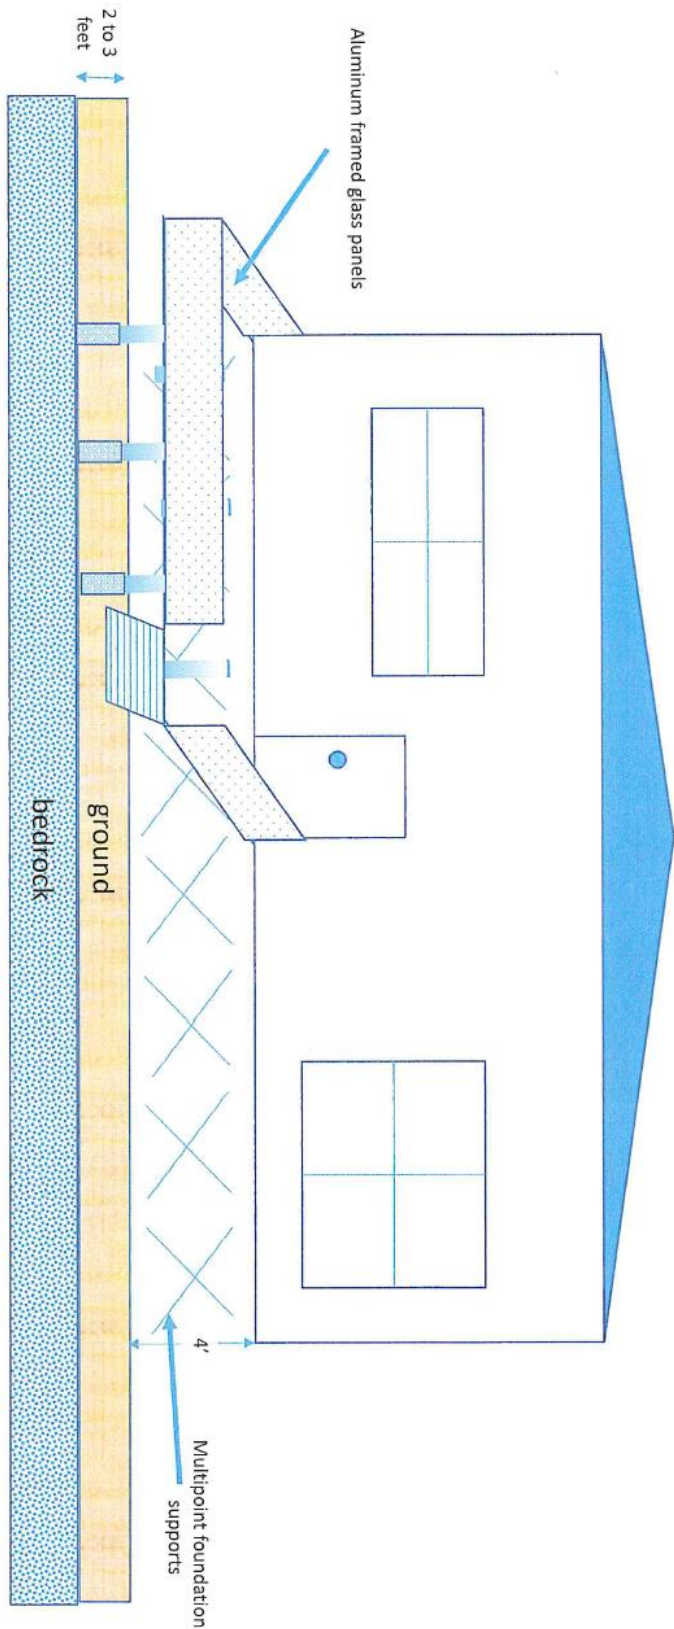 Aluminum framed glass panels
2 to 3
feet
4'
Multipoint foundation
supports
ground
bedrock